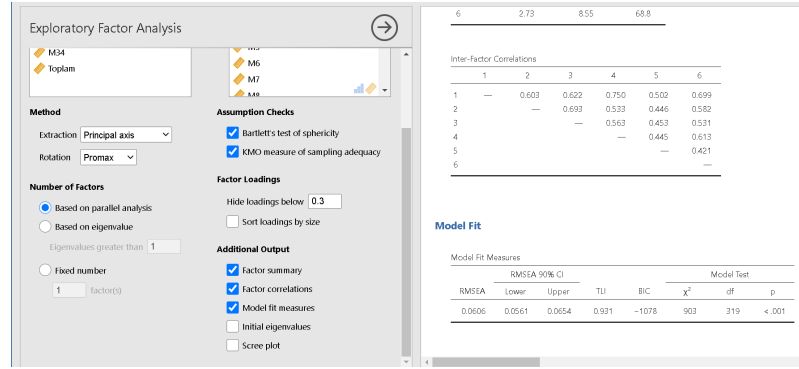 Exploratory Factor Analysis
M34
Toplam
M5
M6
M7
M8
Method
Extraction Principal axis
Rotation Promax
Number of Factors
Based on parallel analysis
Based on eigenvalue
Eigenvalues greater than 1
Fixed number
1 factor(s)
Assumption Checks
Bartlett's test of sphericity
KMO measure of sampling adequacy
Factor Loadings
Hide loadings below 0.3
Sort loadings by size
Additional Output
Factor summary
Factor correlations
Model fit measures
Initial eigenvalues
Scree plot
6 2.73 8.55 68.8
Inter-Factor Correlations
1 2 3 4 5 6
1 — 0.603 0.622 0.750 0.502 0.699
2 — 0.693 0.533 0.446 0.582
3 — 0.563 0.453 0.531
4 — 0.445 0.613
5 — 0.421
6 —
Model Fit
Model Fit Measures
RMSEA 90% CI Model Test
RMSEA Lower Upper TLI BIC χ² df p
0.0606 0.0561 0.0654 0.931 −1078 903 319 < .001